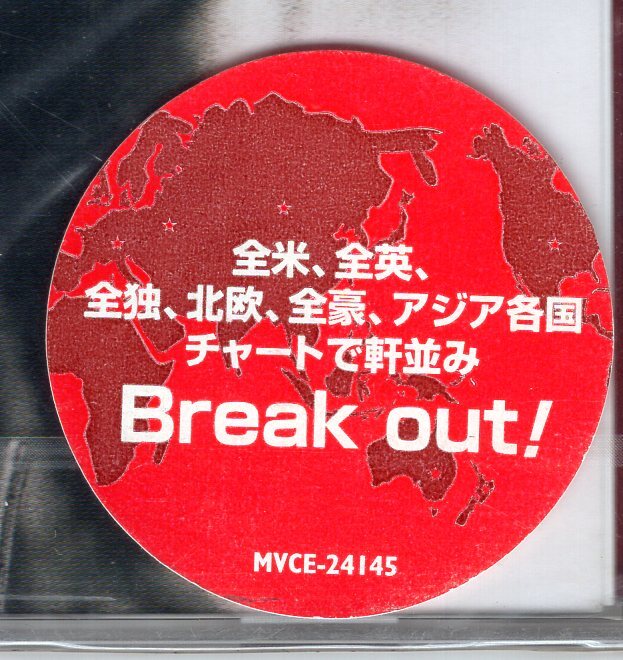 全米、全英、
全独、北欧、全豪、アジア各国
チャートで軒並み
Break out!
MVCE-24145